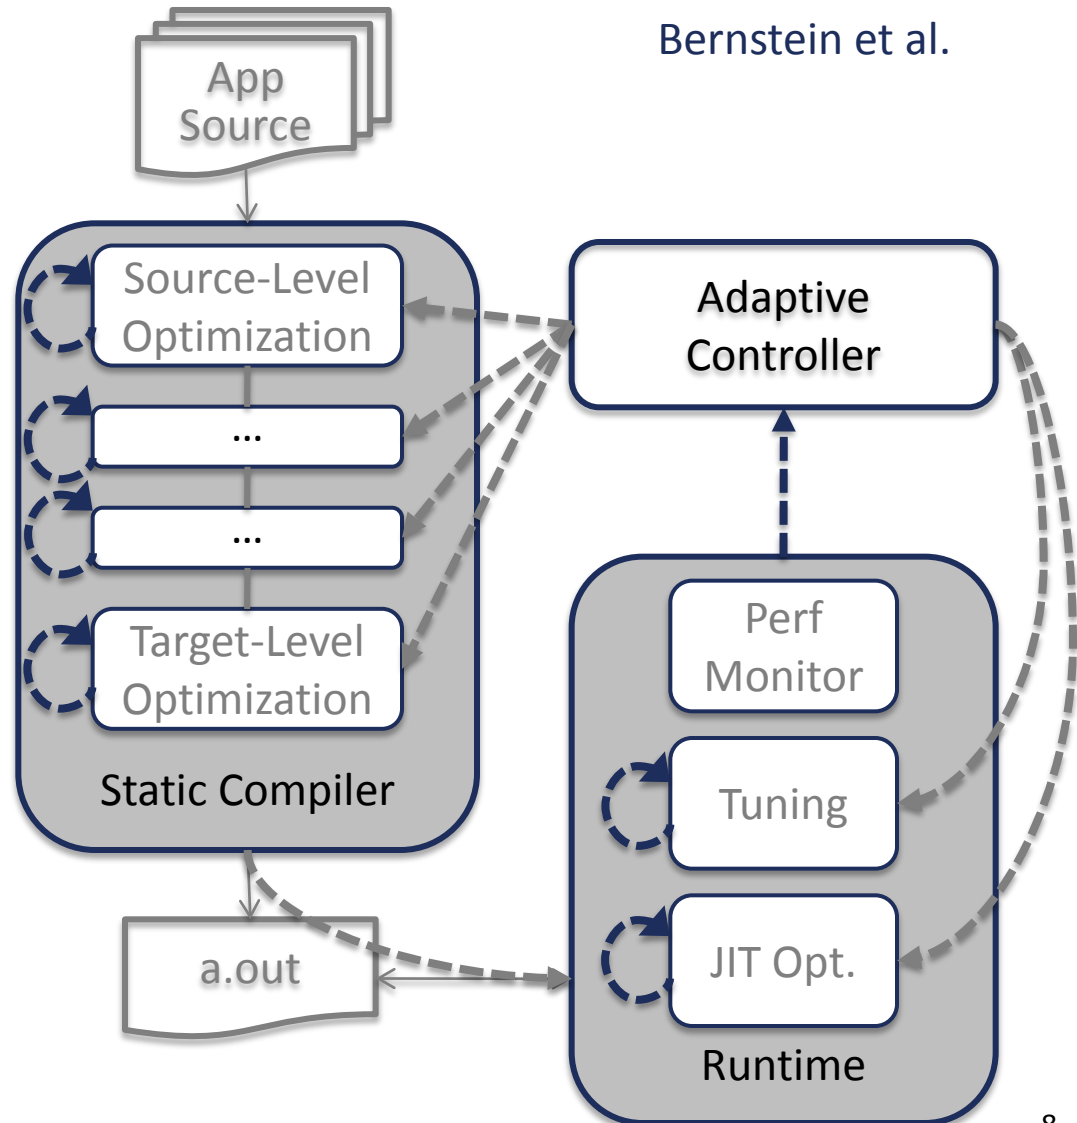 Bernstein et al.
App
Source
Source-Level
Optimization
...
...
Target-Level
Optimization
Static Compiler
a.out
Adaptive
Controller
Perf
Monitor
Tuning
JIT Opt.
Runtime